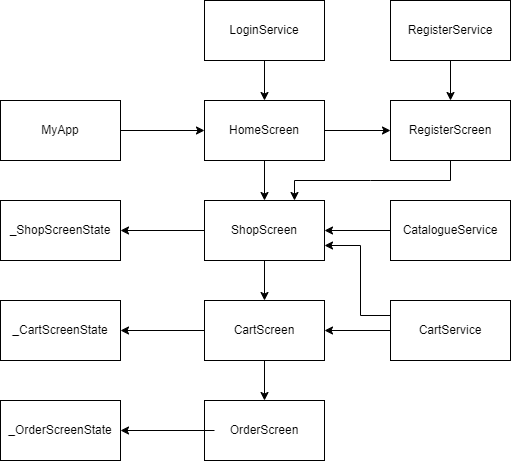 LoginService
RegisterService
MyApp
HomeScreen
RegisterScreen
_ShopScreenState
ShopScreen
CatalogueService
_CartScreenState
CartScreen
CartService
_OrderScreenState
OrderScreen